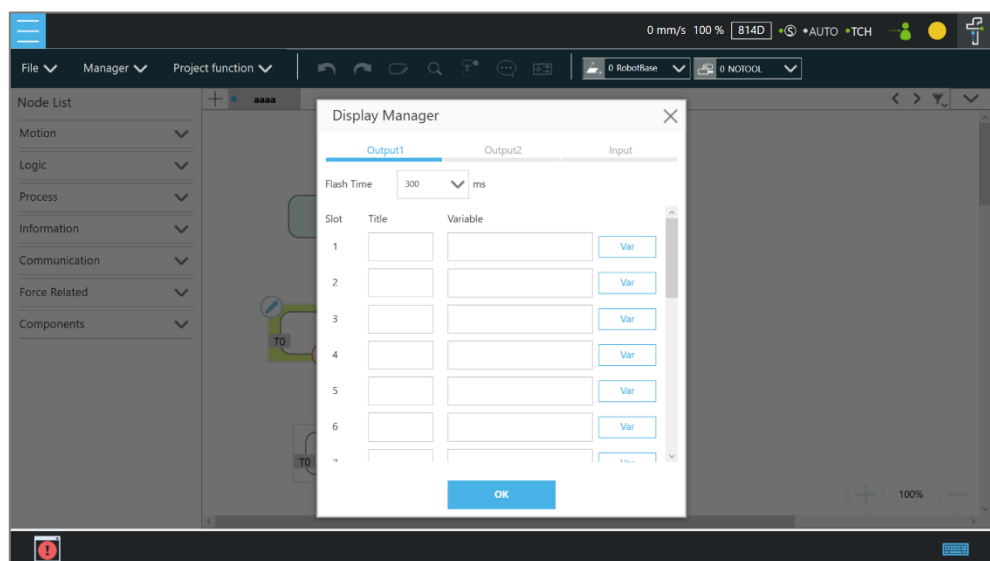 0 mm/s 100 % 814D •Ⓢ •AUTO •TCH
File Manager Project function 0 RobotBase 0 NOTOOL
Node List
aaaa
Motion
Logic
Process
Information
Communication
Force Related
Components
T0
T0
Display Manager
Output1 Output2 Input
Flash Time 300 ms
Slot Title Variable
1 Var
2 Var
3 Var
4 Var
5 Var
6 Var
OK
100%